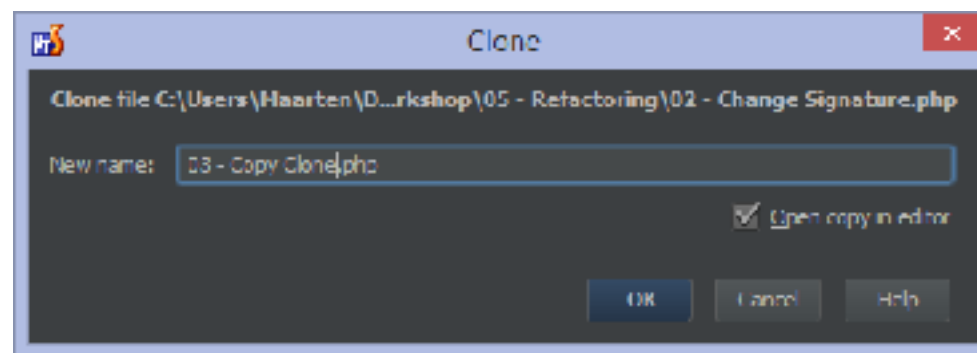 Clone
Clone file C:\Users\Maarten\D...rkshop\05 - Refactoring\02 - Change Signature.php
New name:
03 - Copy Clone.php
Open copy in editor
OK
Cancel
Help